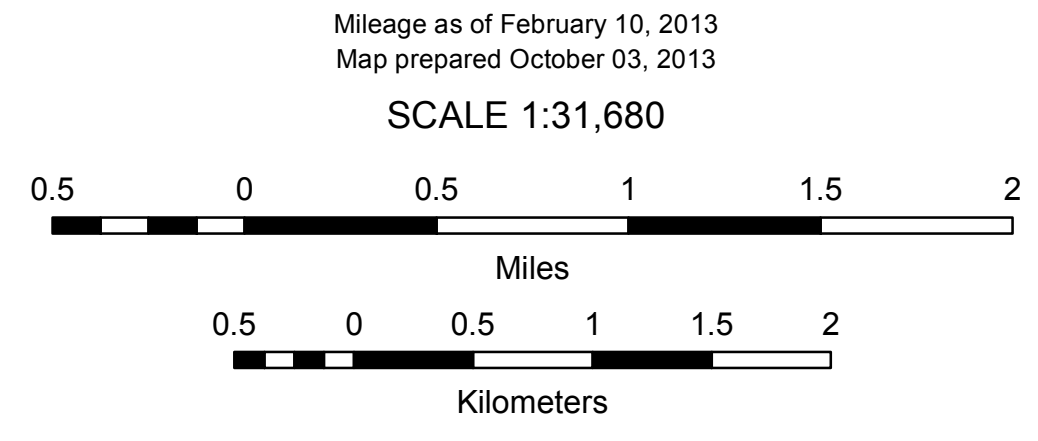 Mileage as of February 10, 2013
Map prepared October 03, 2013
SCALE 1:31,680
0.5 0 0.5 1 1.5 2
Miles
0.5 0 0.5 1 1.5 2
Kilometers